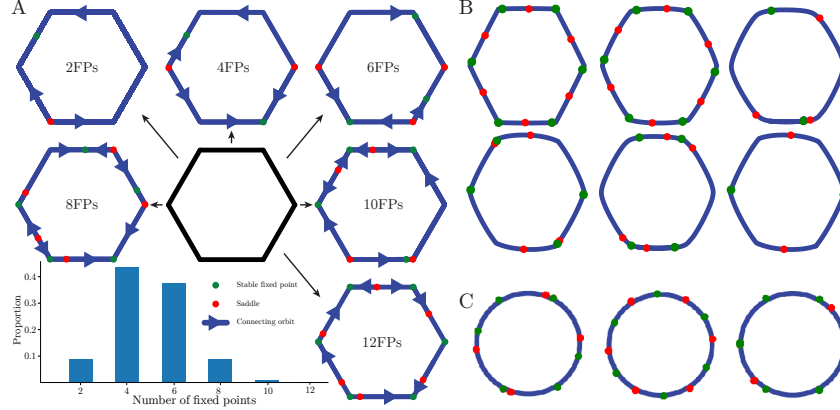 A
B
2FPs
4FPs
6FPs
8FPs
10FPs
12FPs
Proportion
0.4
0.3
0.2
0.1
Stable fixed point
Saddle
Connecting orbit
2
4
6
8
10
12
Number of fixed points
C